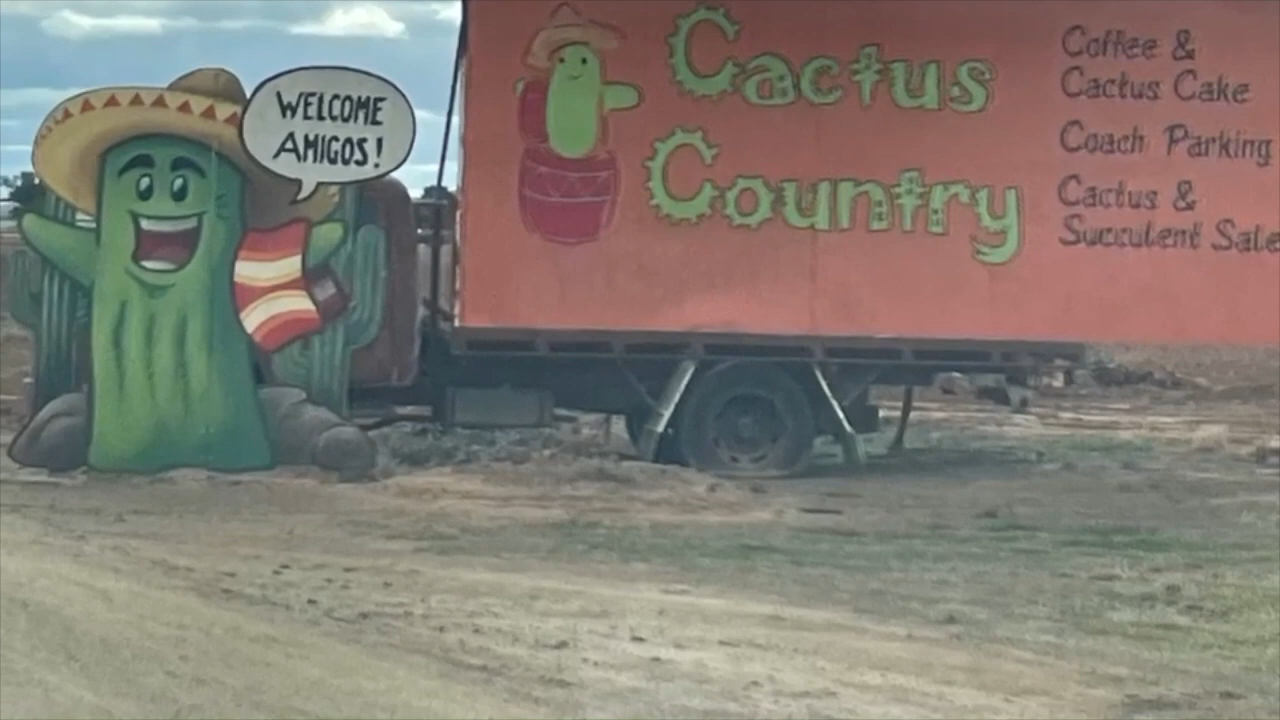 WELCOME
AMIGOS!
Cactus
Country
Coffee &
Cactus Cake
Coach Parking
Cactus &
Succulent Sale